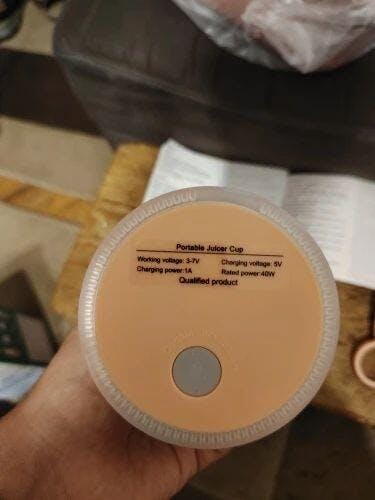 Portable Juicer Cup
Working voltage: 3-7V Charging voltage: 5V
Charging power:1A Rated power:40W
Qualified product